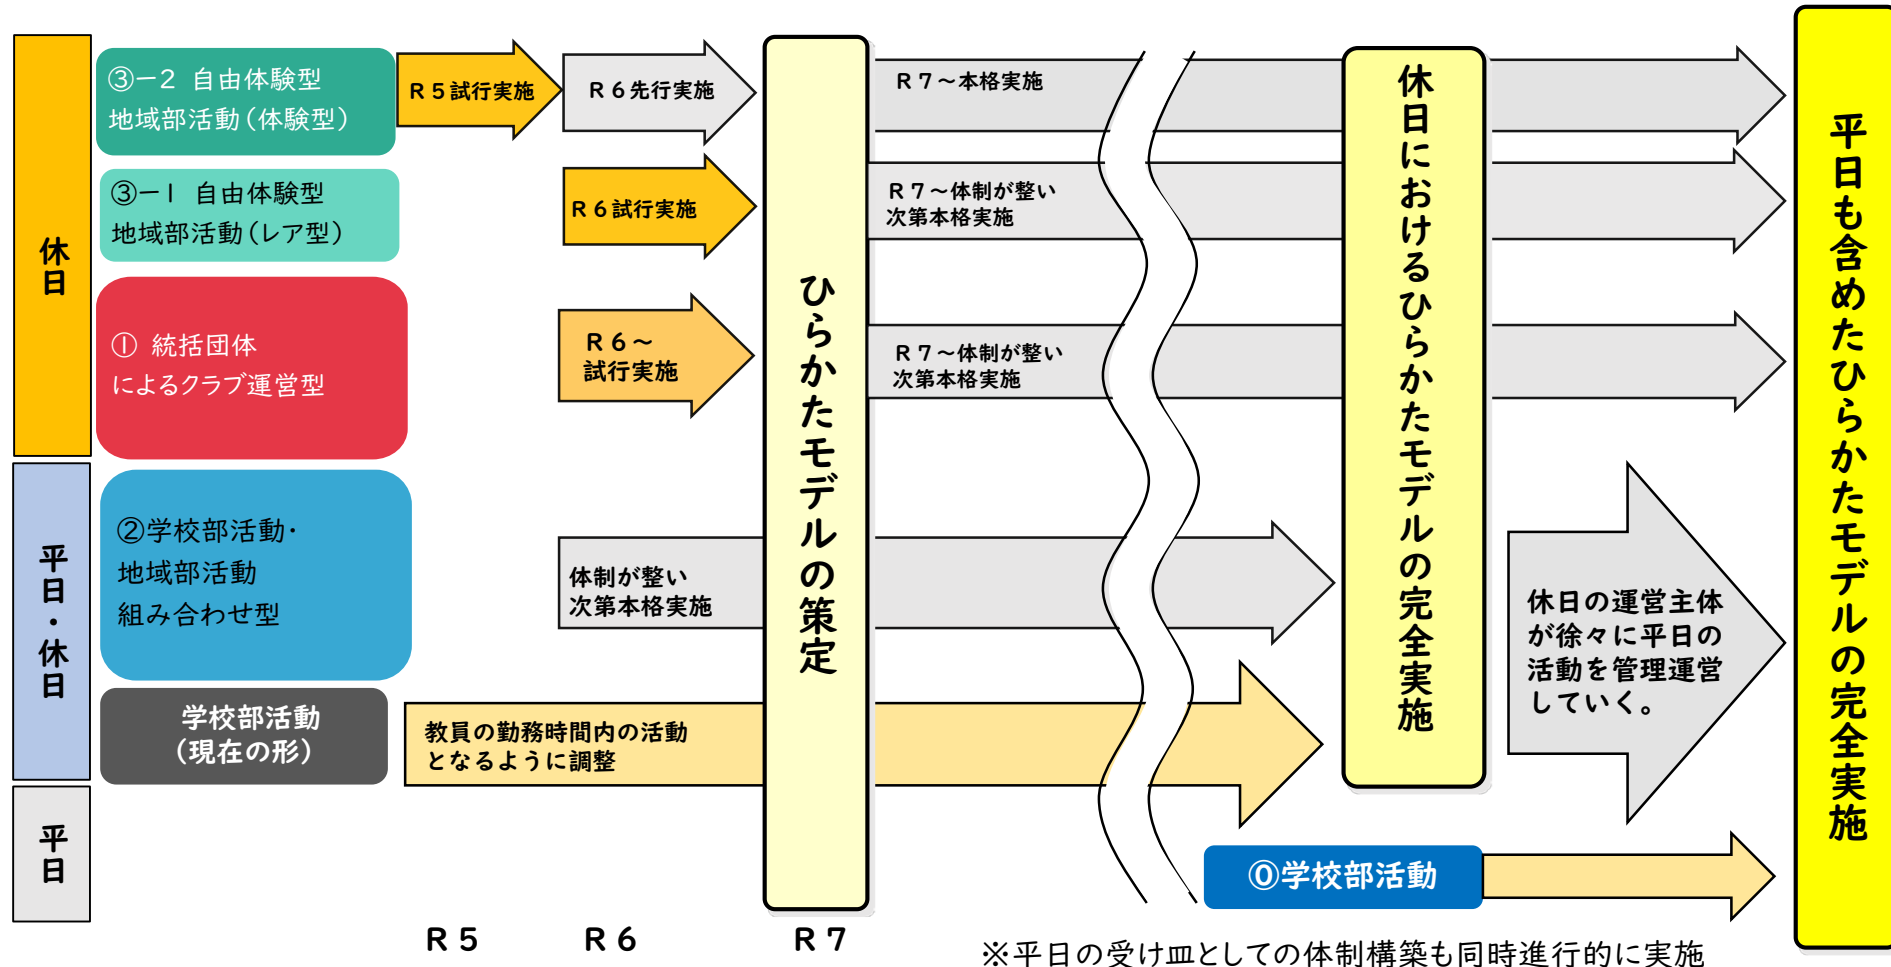 休日
③ー2 自由体験型
地域部活動(体験型)
R5試行実施
R6先行実施
R7～本格実施
③ー1 自由体験型
地域部活動(レア型)
R6試行実施
R7～体制が整い
次第本格実施
① 統括団体
によるクラブ運営型
R6～
試行実施
R7～体制が整い
次第本格実施
平日・休日
②学校部活動・
地域部活動
組み合わせ型
体制が整い
次第本格実施
学校部活動
(現在の形)
教員の勤務時間内の活動
となるように調整
ひらかたモデルの策定
休日におけるひらかたモデルの完全実施
休日の運営主体
が徐々に平日の
活動を管理運営
していく。
平日も含めたひらかたモデルの完全実施
平日
⓪学校部活動
R5
R6
R7
※平日の受け皿としての体制構築も同時進行的に実施